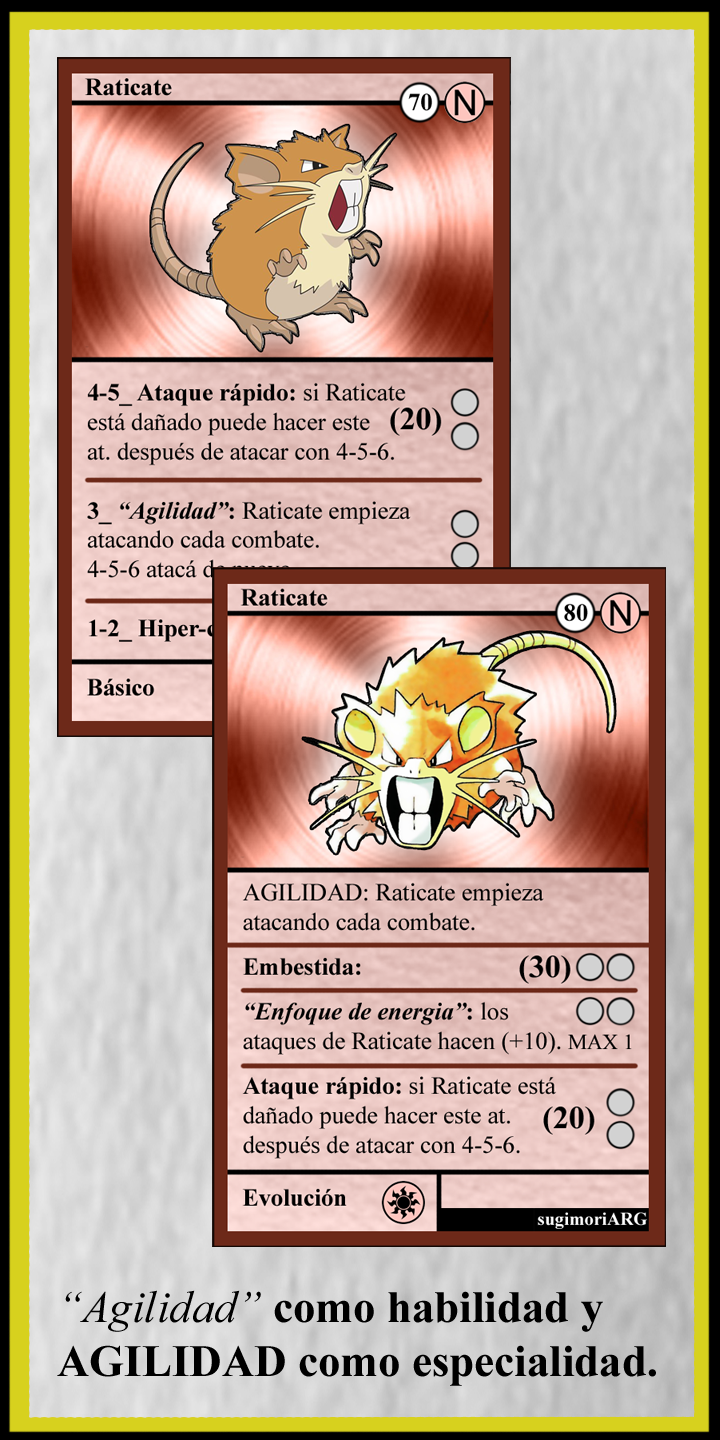 Raticate
70 N
4-5_ Ataque rápido: si Raticate
está dañado puede hacer este (20)
at. después de atacar con 4-5-6.
3_ “Agilidad”: Raticate empieza
atacando cada combate.
4-5-6 atacá
1-2_
Básico
Raticate
80 N
AGILIDAD: Raticate empieza
atacando cada combate.
Embestida: (30)
“Enfoque de energia”: los
ataques de Raticate hacen (+10). MAX 1
Ataque rápido: si Raticate está
dañado puede hacer este at. (20)
después de atacar con 4-5-6.
Evolución
sugimoriARG
“Agilidad” como habilidad y
AGILIDAD como especialidad.